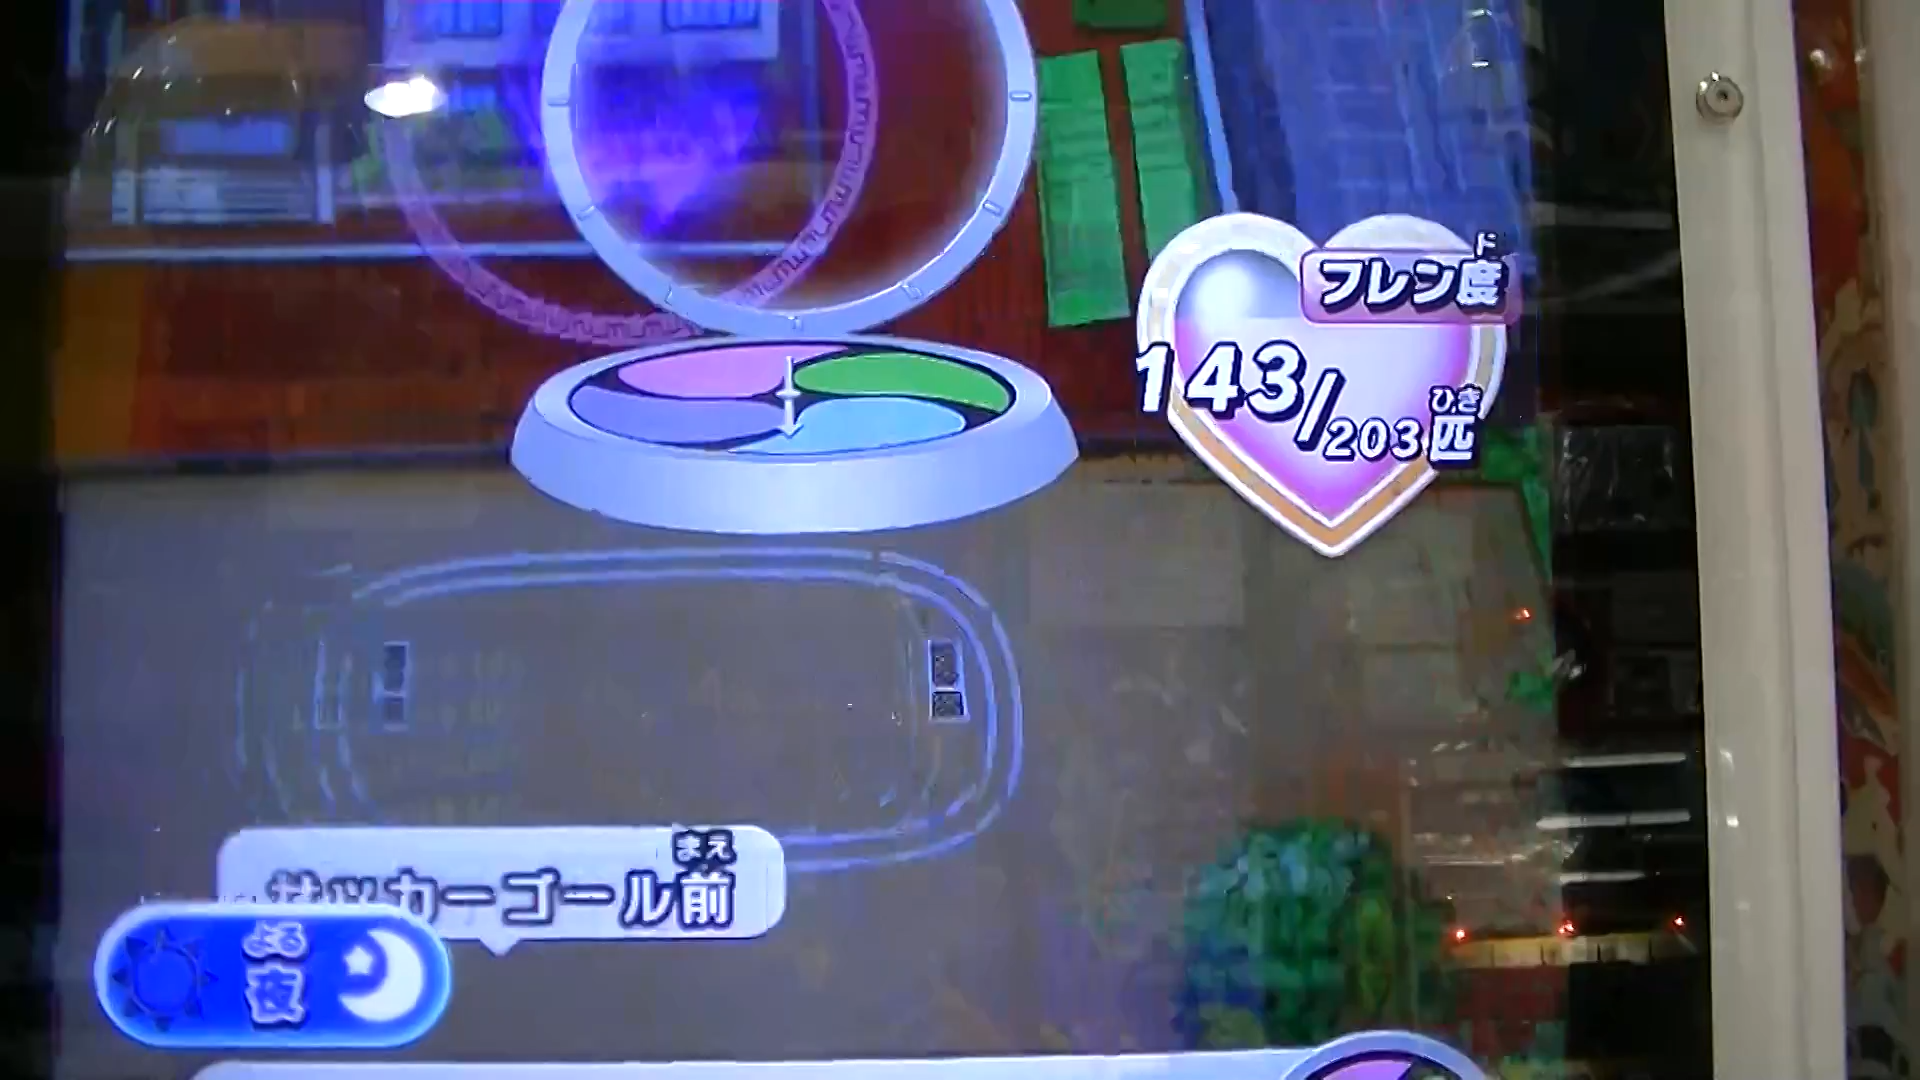 ド
フレン度
143/203匹
ひき
まえ
サッカーゴール前
よる
夜